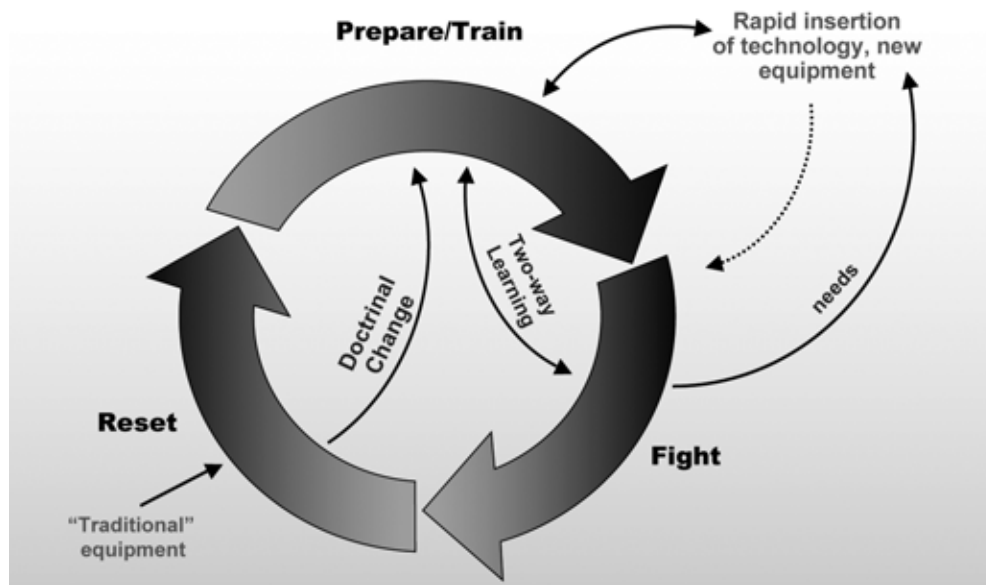 Prepare/Train
Rapid insertion
of technology, new
equipment
Two-way
Learning
Doctrinal
Change
needs
Reset
Fight
“Traditional”
equipment